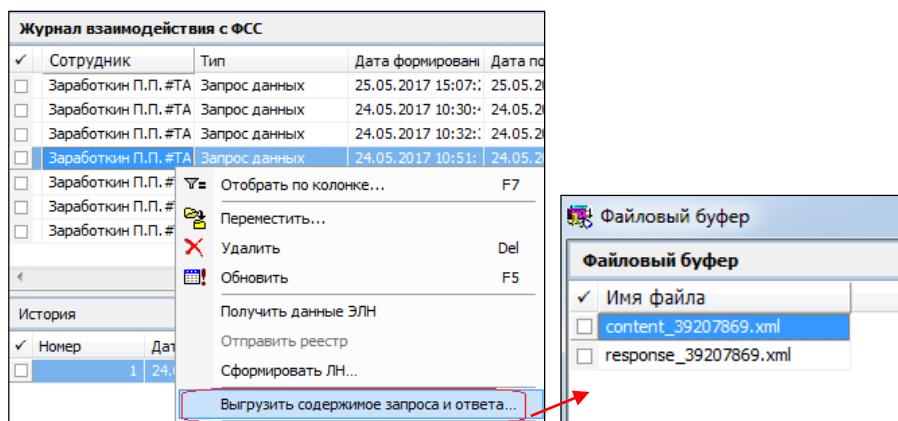 Журнал взаимодействия с ФСС
Сотрудник Тип Дата формировани Дата по
Заработкин П.П. #ТА Запрос данных 25.05.2017 15:07: 25.05.2
Заработкин П.П. #ТА Запрос данных 24.05.2017 10:30: 24.05.2
Заработкин П.П. #ТА Запрос данных 24.05.2017 10:32: 24.05.2
Заработкин П.П. #ТА Запрос данных 24.05.2017 10:51: 24.05.2
Заработкин П.П. #
Заработкин П.П. #
Заработкин П.П. #
Отобрать по колонке... F7
Переместить...
Удалить Del
Обновить F5
Получить данные ЭЛН
Отправить реестр
Сформировать ЛН...
Выгрузить содержимое запроса и ответа...
История
Номер Дат
1 24.0
Файловый буфер
Файловый буфер
Имя файла
content_39207869.xml
response_39207869.xml